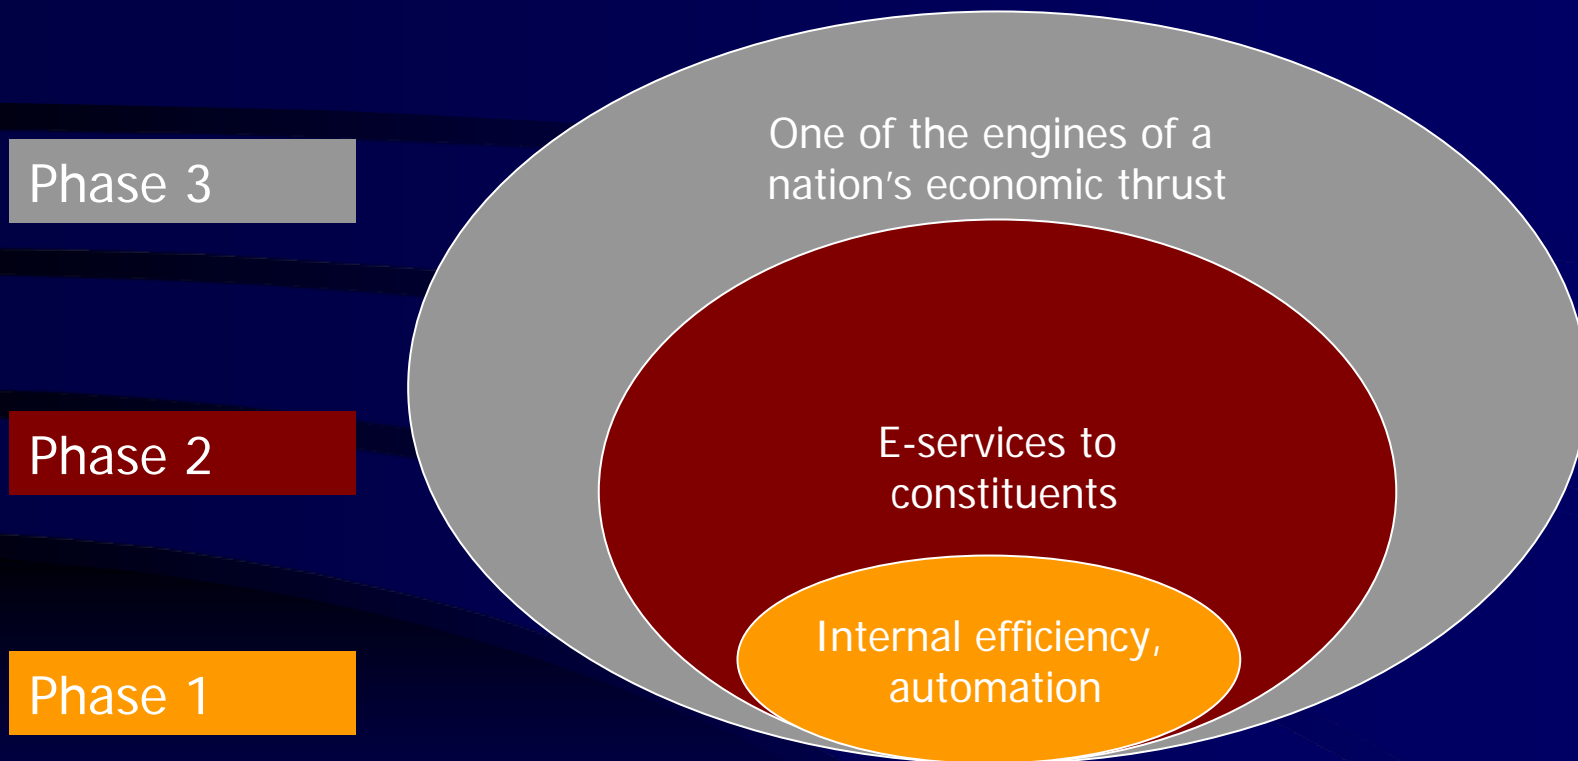 Phase 3
One of the engines of a
nation's economic thrust
Phase 2
E-services to
constituents
Phase 1
Internal efficiency,
automation